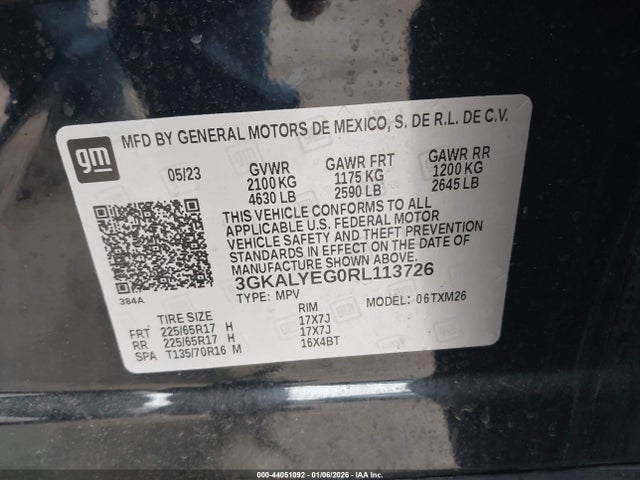 gm
MFD BY GENERAL MOTORS DE MEXICO, S. DE R.L. DE C.V.
05/23 GVWR GAWR FRT GAWR RR
2100 KG 1175 KG 1200 KG
4630 LB 2590 LB 2645 LB
THIS VEHICLE CONFORMS TO ALL
APPLICABLE U.S. FEDERAL MOTOR
VEHICLE SAFETY AND THEFT PREVENTION
STANDARDS IN EFFECT ON THE DATE OF
MANUFACTURE SHOWN ABOVE.
3GKALYEG0RL113726
384A
TYPE: MPV MODEL: 06TXM26
TIRE SIZE RIM
FRT 225/65R17 H 17X7J
RR 225/65R17 H 17X7J
SPA T135/70R16 M 16X4BT
000-44051092 | 01/06/2026 | IAA Inc.